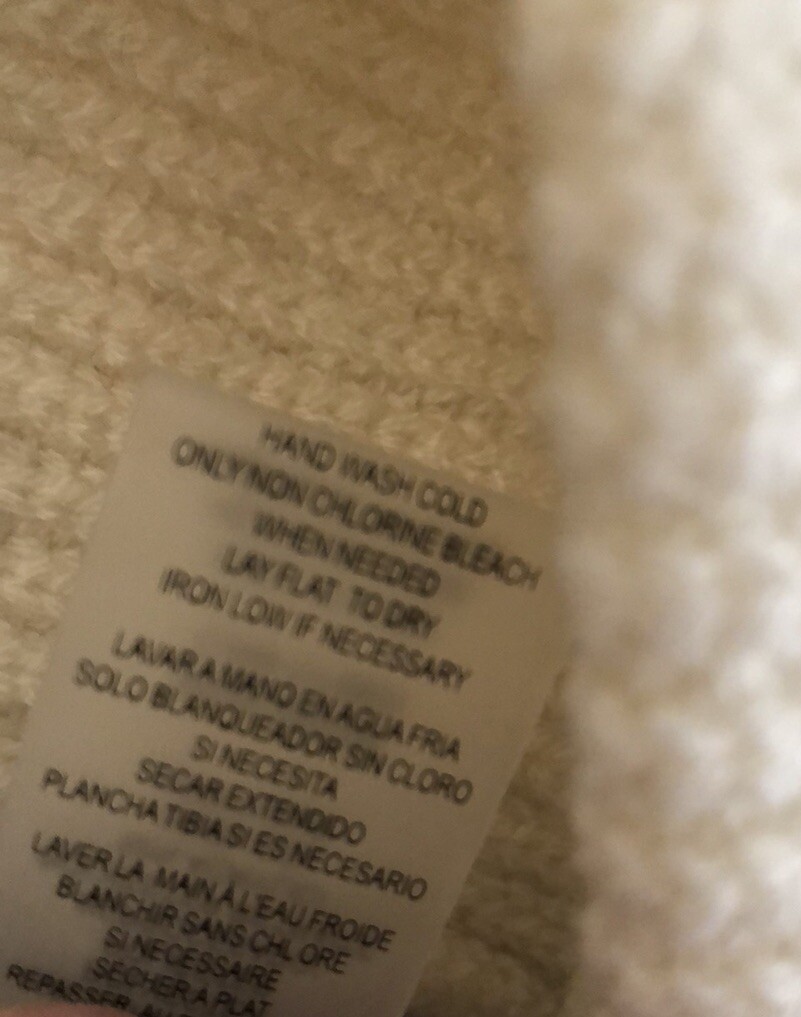 HAND WASH COLD
ONLY NON CHLORINE BLEACH
WHEN NEEDED
LAY FLAT TO DRY
IRON LOW IF NECESSARY
LAVAR A MANO EN AGUA FRIA
SOLO BLANQUEADOR SIN CLORO
SI NECESITA
SECAR EXTENDIDO
PLANCHA TIBIA SI ES NECESARIO
LAVER LA MAIN À L'EAU FROIDE
BLANCHIR SANS CHLORE
SI NECESSAIRE
SECHER A PLAT
REPASSER